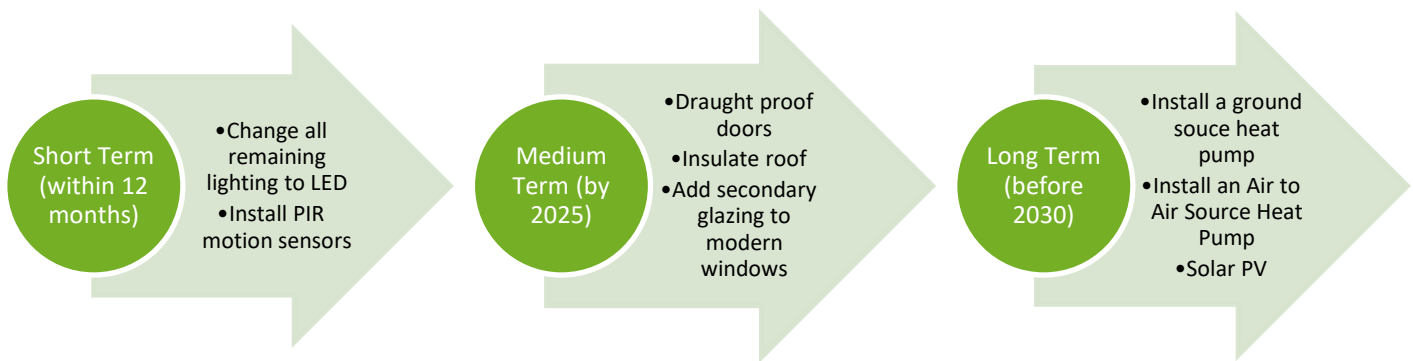 Short Term
(within 12
months)
•Change all
remaining
lighting to LED
•Install PIR
motion sensors
Medium
Term (by
2025)
•Draught proof
doors
•Insulate roof
•Add secondary
glazing to
modern
windows
Long Term
(before
2030)
•Install a ground
souce heat
pump
•Install an Air to
Air Source Heat
Pump
•Solar PV